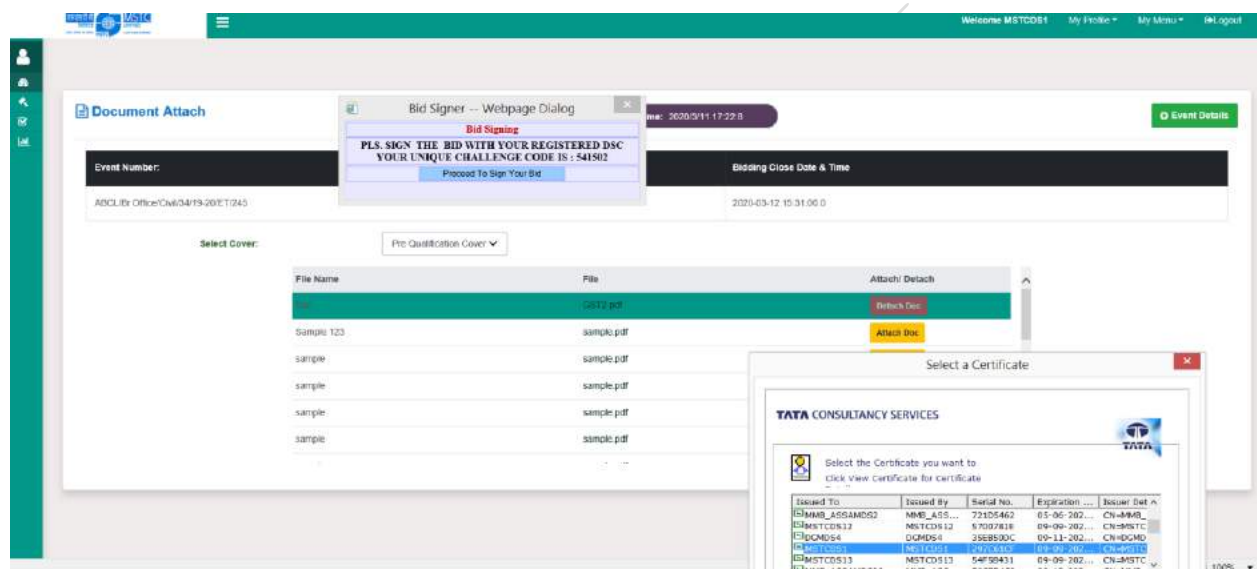 MSTC
Welcome MSTCDS1 My Profile My Menu Logout
Document Attach
Bid Signer -- Webpage Dialog
Bid Signing
PLS. SIGN THE BID WITH YOUR REGISTERED DSC
YOUR UNIQUE CHALLENGE CODE IS : 541502
Proceed To Sign Your Bid
me: 2020/3/11 17:22:8
Event Details
Event Number:
Bidding Close Date & Time
ABCL/Br Office/Civil/34/19-20/ET/245
2020-03-12 15:31:00.0
Select Cover:
Pre Qualification Cover
File Name File Attach/ Detach
GST2.pdf Detach Doc
Sample 123 sample.pdf Attach Doc
sample sample.pdf
sample sample.pdf
sample sample.pdf
sample sample.pdf
Select a Certificate
TATA CONSULTANCY SERVICES
TATA
Select the Certificate you want to
Click View Certificate for Certificate
Issued To Issued By Serial No. Expiration ... Issuer Det
MMB_ASSAMDS2 MMB_ASS... 721D5462 05-06-202... CN=MMB_
MSTCDS12 MSTCDS12 5700781E 09-09-202... CN=MSTC
DGMDS4 DGMDS4 35EB50DC 09-11-202... CN=DGMD
MSTCDS1 MSTCDS1 297C61CF 09-09-202... CN=MSTC
MSTCDS13 MSTCDS13 54F58431 09-09-202... CN=MSTC
100%